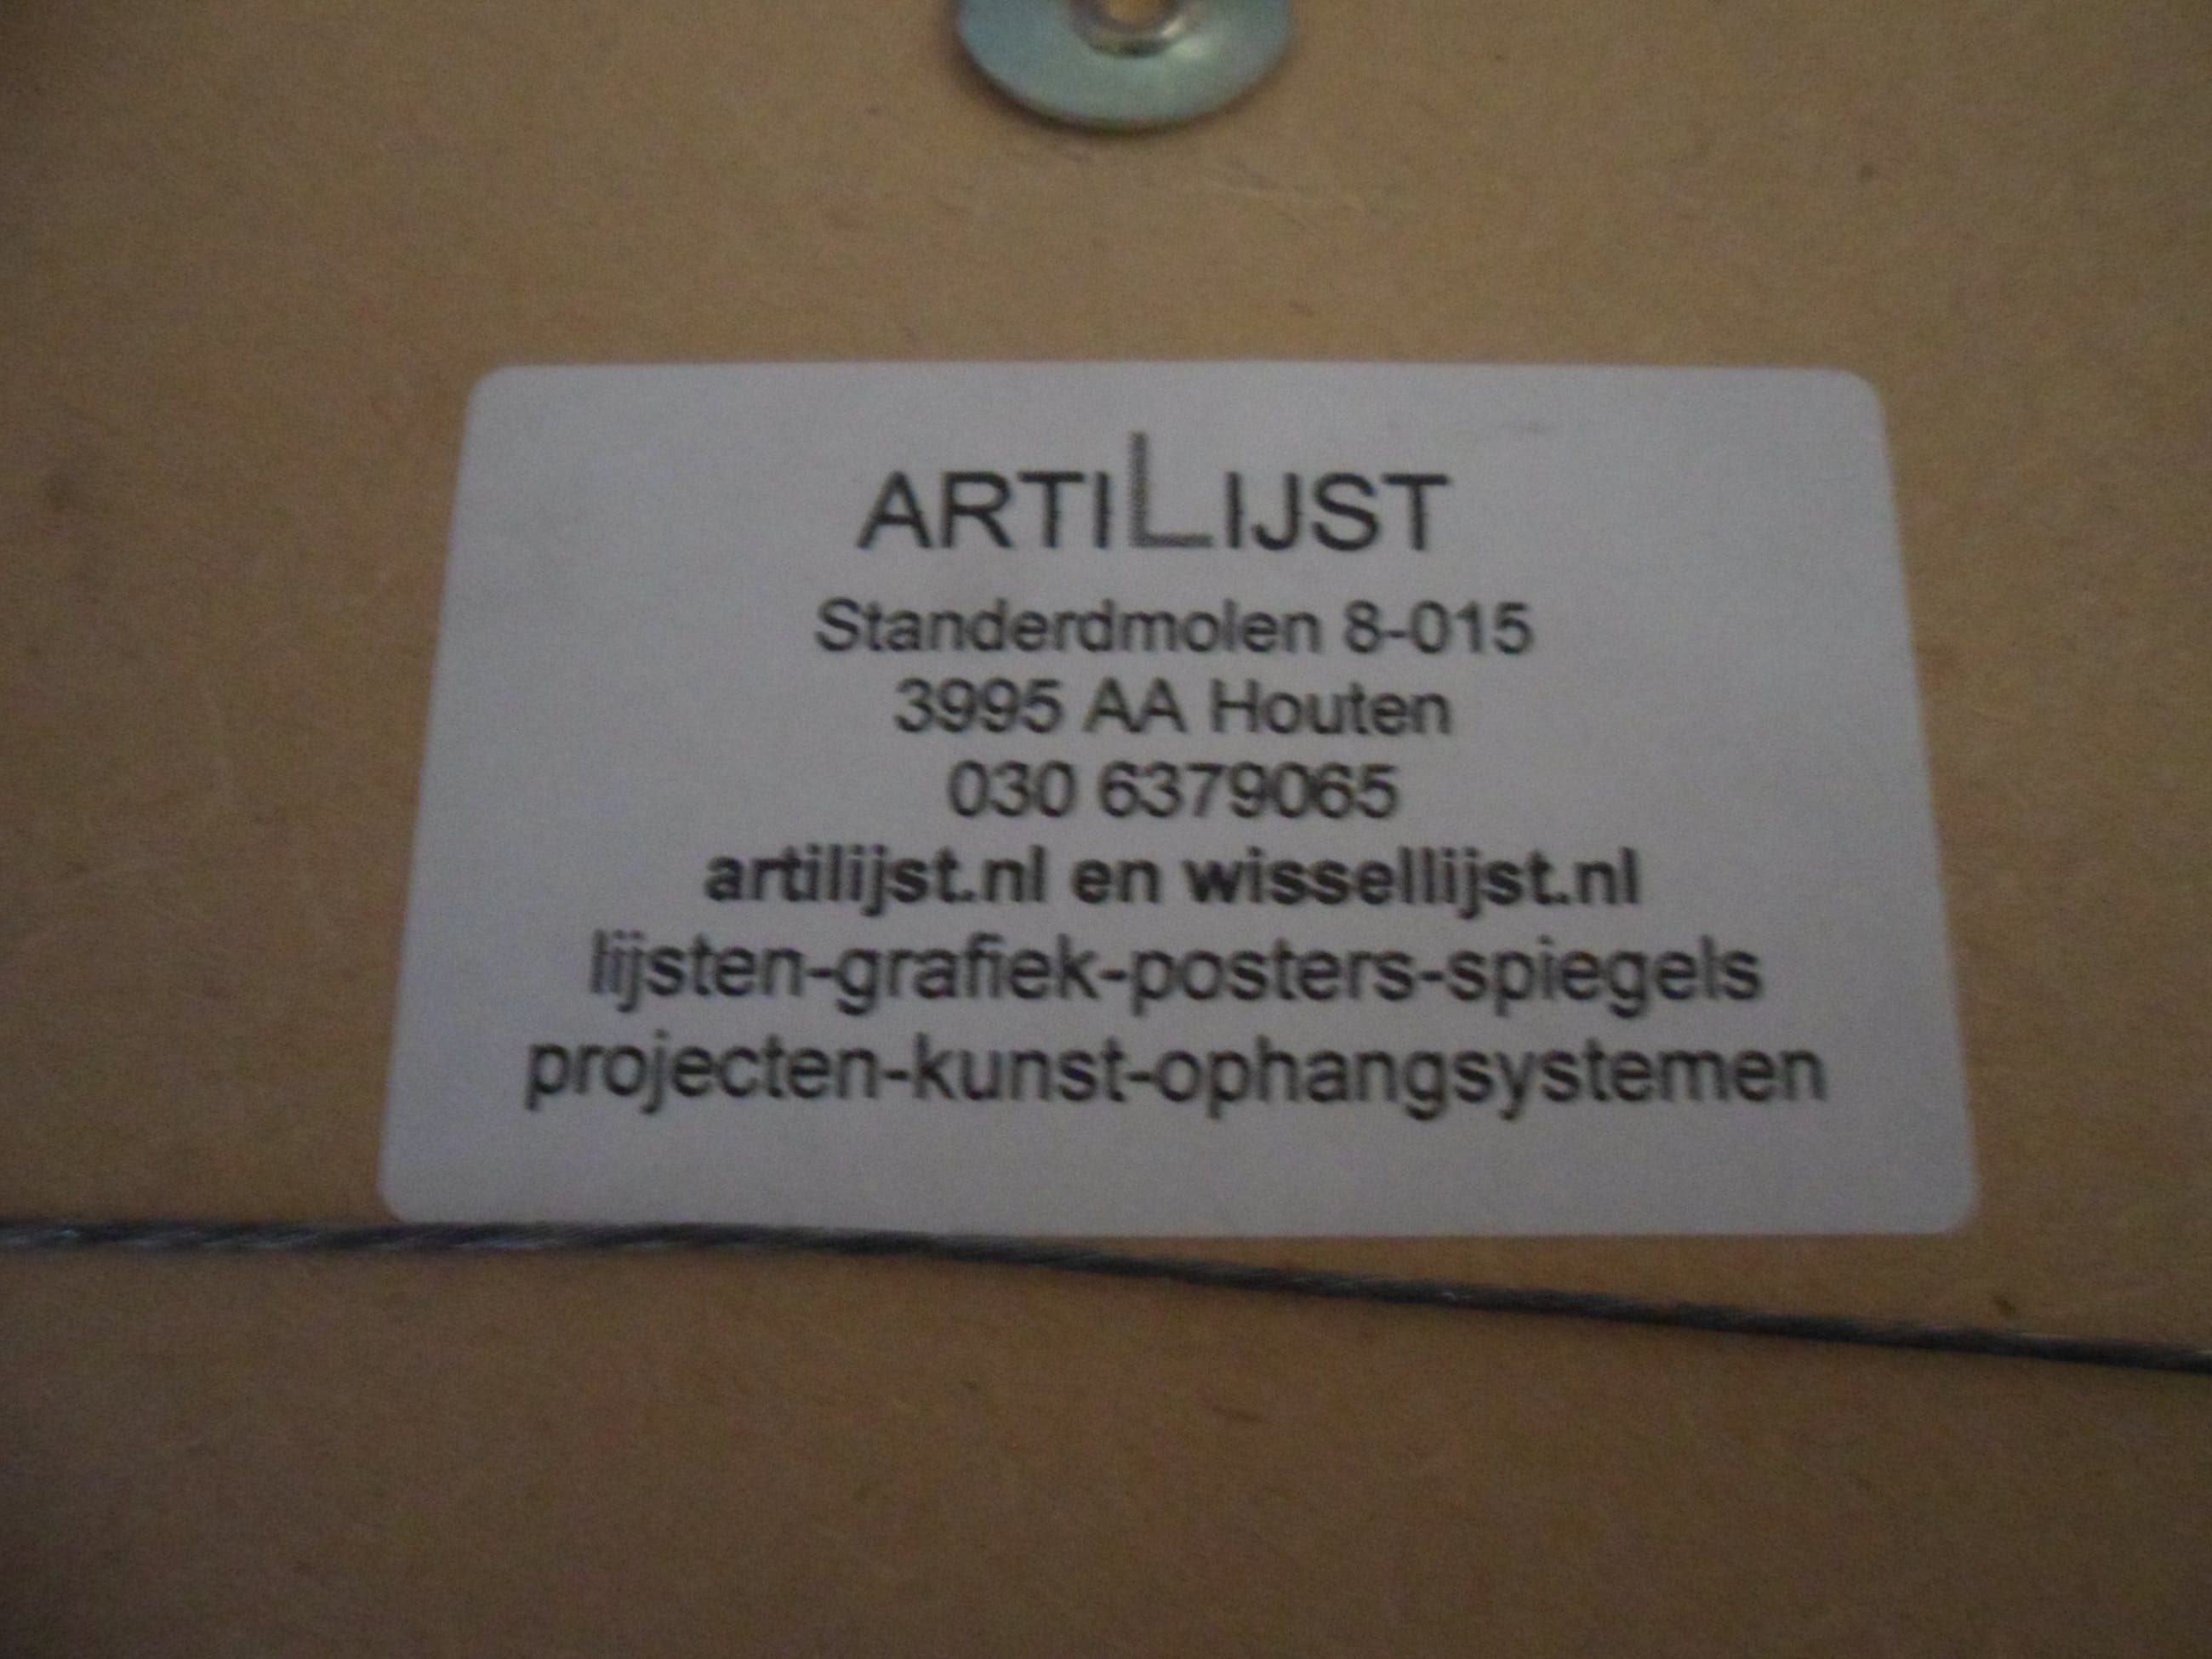 ARTILIJST
Standerdmolen 8-015
3995 AA Houten
030 6379065
artilijst.nl en wissellijst.nl
lijsten-grafiek-posters-spiegels
projecten-kunst-ophangsystemen